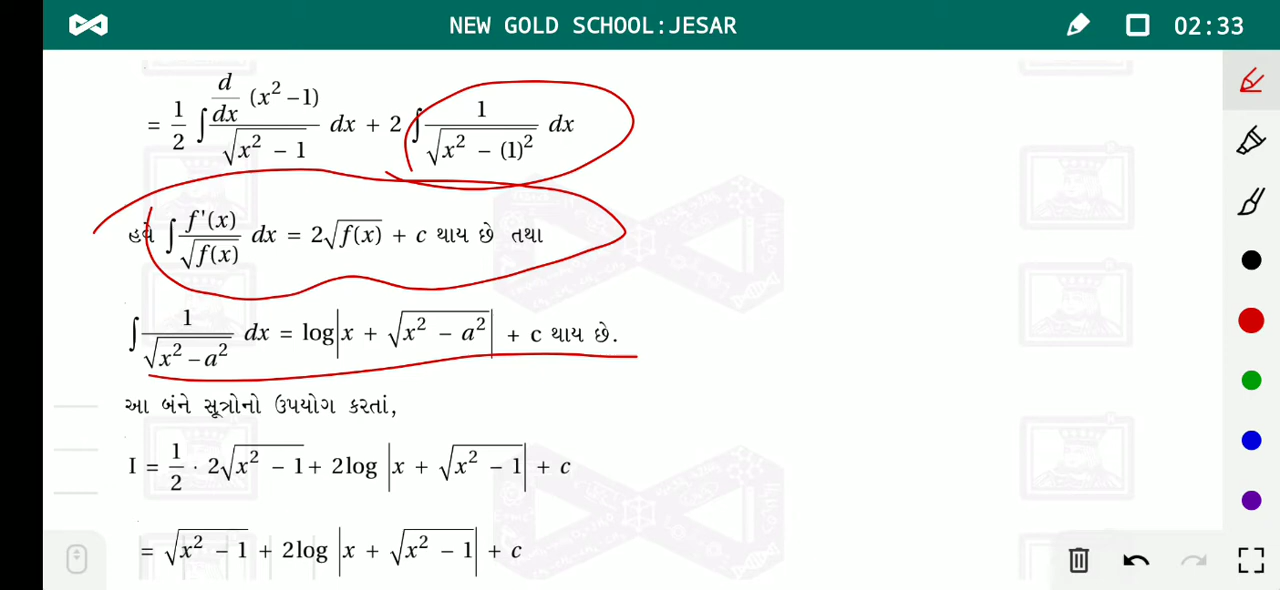 NEW GOLD SCHOOL:JESAR 02:33
= 1/2 ∫ (d/dx (x² − 1))/√(x² − 1) dx + 2 ∫ 1/√(x² − (1)²) dx
હવે ∫ f'(x)/√f(x) dx = 2√f(x) + c થાય છે તથા
∫ 1/√(x² − a²) dx = log|x + √(x² − a²)| + c થાય છે.
આ બંને સૂત્રોનો ઉપયોગ કરતાં,
I = 1/2 · 2√(x² − 1) + 2log |x + √(x² − 1)| + c
= √(x² − 1) + 2log |x + √(x² − 1)| + c